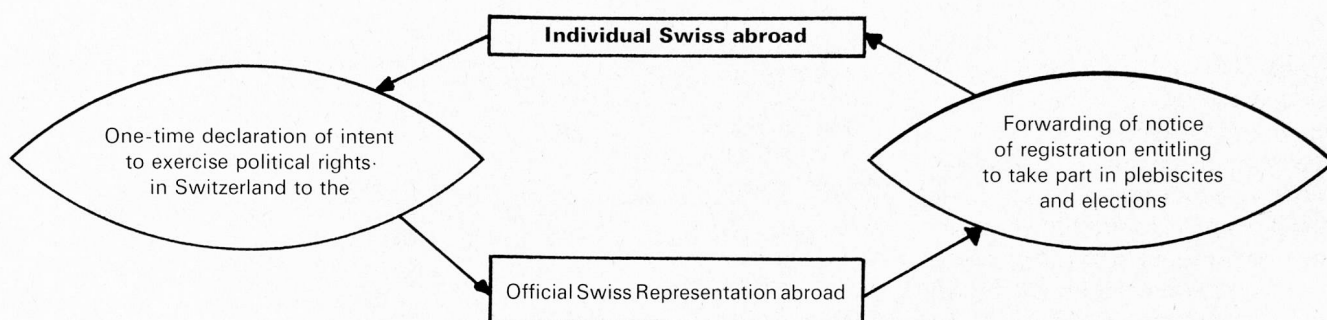 Individual Swiss abroad
One-time declaration of intent
to exercise political rights
in Switzerland to the
Forwarding of notice
of registration entitling
to take part in plebiscites
and elections
Official Swiss Representation abroad